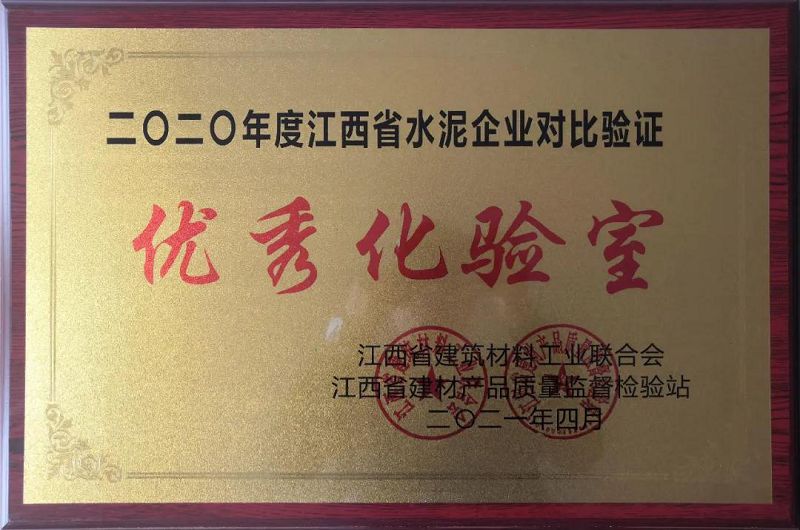 二〇二〇年度江西省水泥企业对比验证
优秀化验室
江西省建筑材料工业联合会
江西省建材产品质量监督检验站
二〇二一年四月